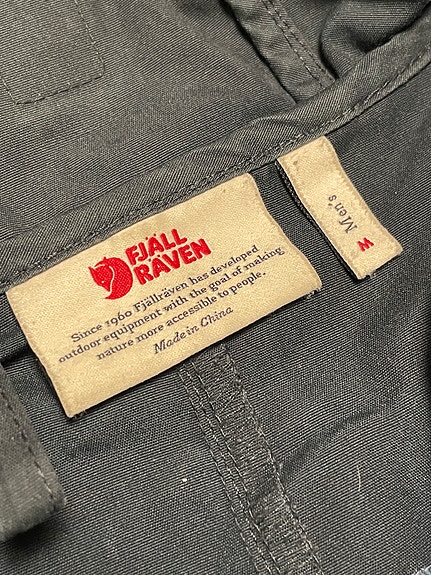 FJÄLL
RÄVEN
Since 1960 Fjällräven has developed
outdoor equipment with the goal of making
nature more accessible to people.
Made in China
Men's
M